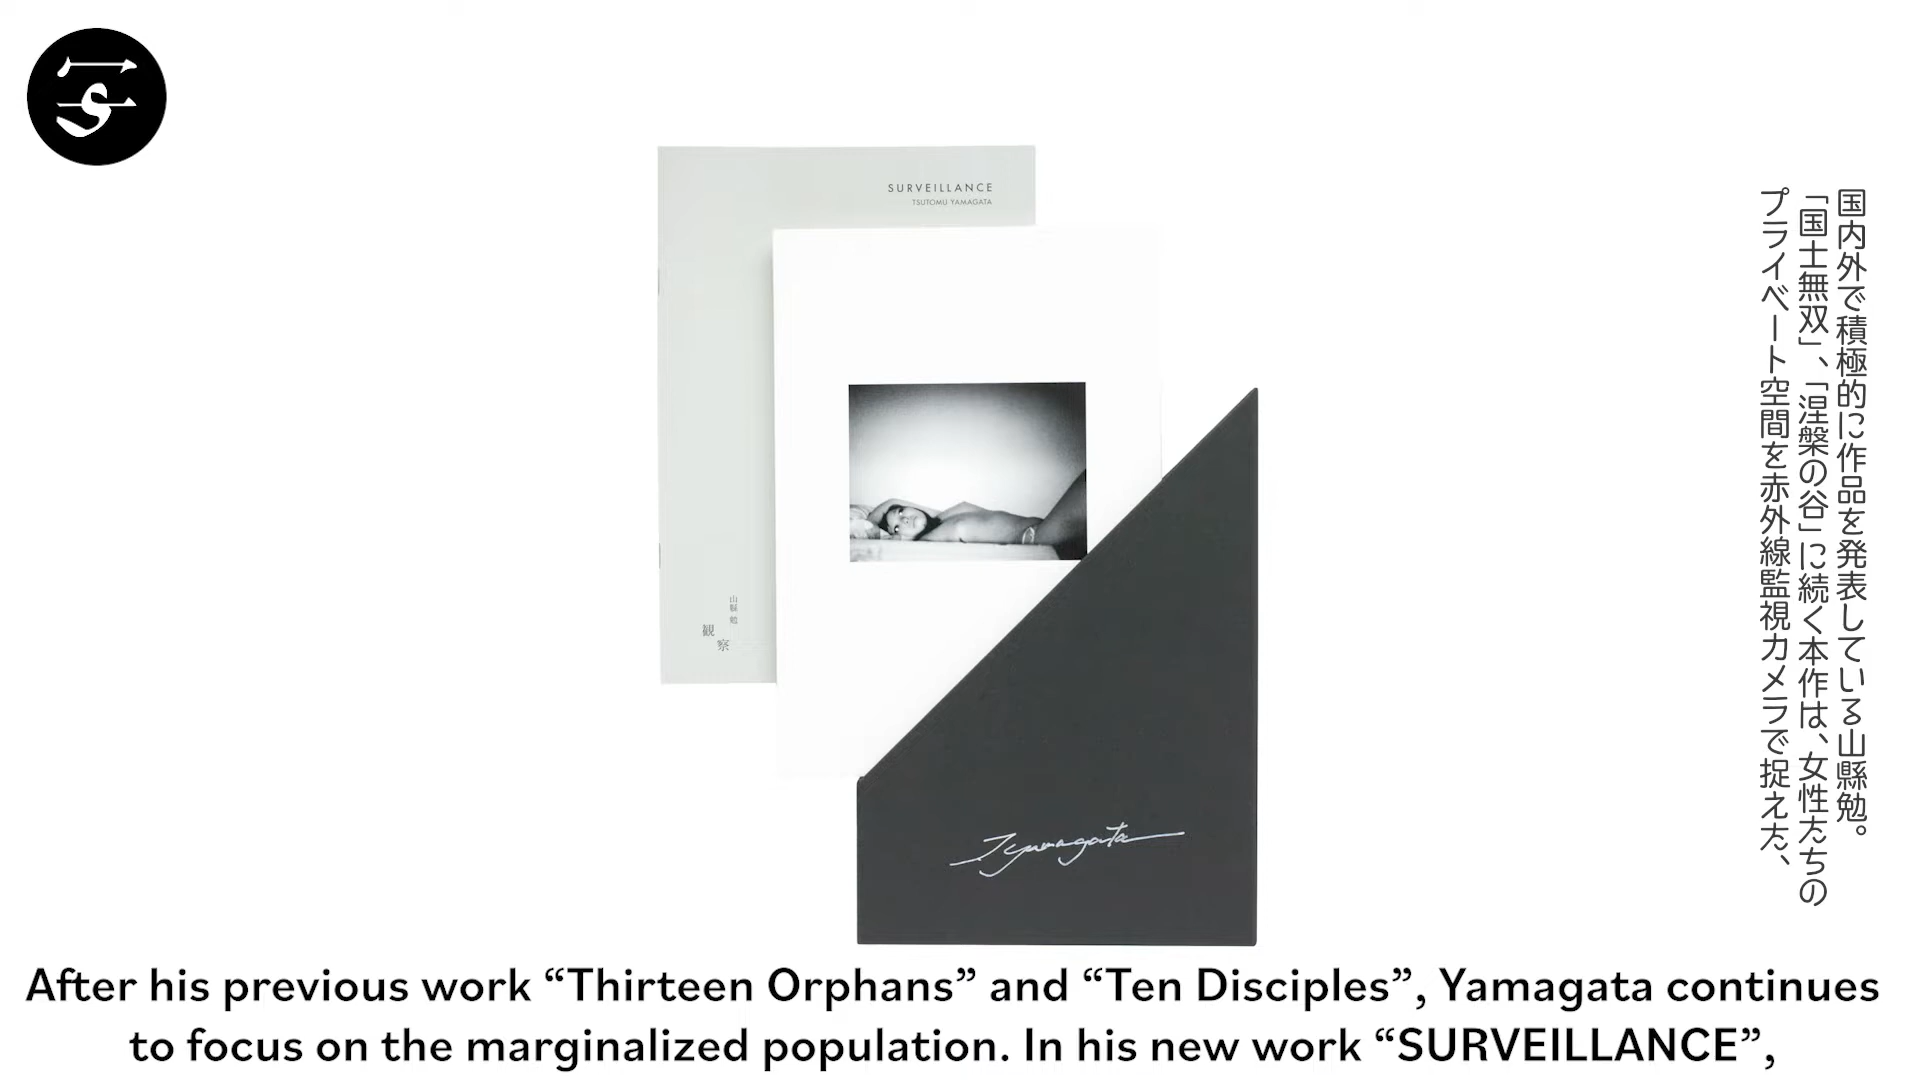 SURVEILLANCE
TSUTOMU YAMAGATA
山縣 勉
観察
Tyamagata
国内外で積極的に作品を発表している山縣勉。
「国士無双」、「涅槃の谷」に続く本作は、女性たちの
プライベート空間を赤外線監視カメラで捉えた、
After his previous work “Thirteen Orphans” and “Ten Disciples”, Yamagata continues
to focus on the marginalized population. In his new work “SURVEILLANCE”,